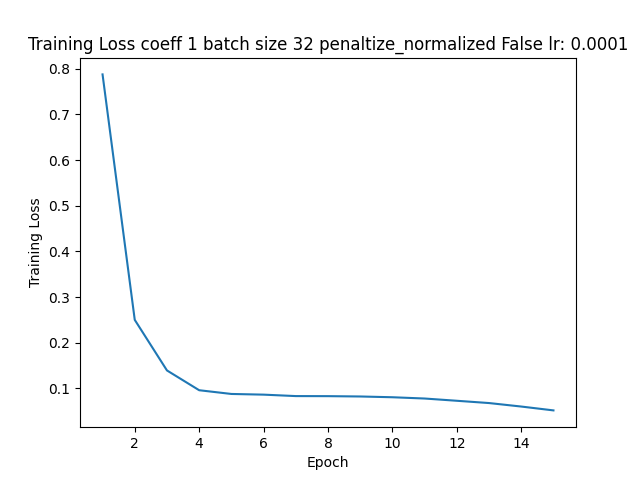 Training Loss coeff 1 batch size 32 penaltize_normalized False lr: 0.0001
0.8
0.7
0.6
0.5
0.4
0.3
0.2
0.1
Training Loss
2 4 6 8 10 12 14
Epoch